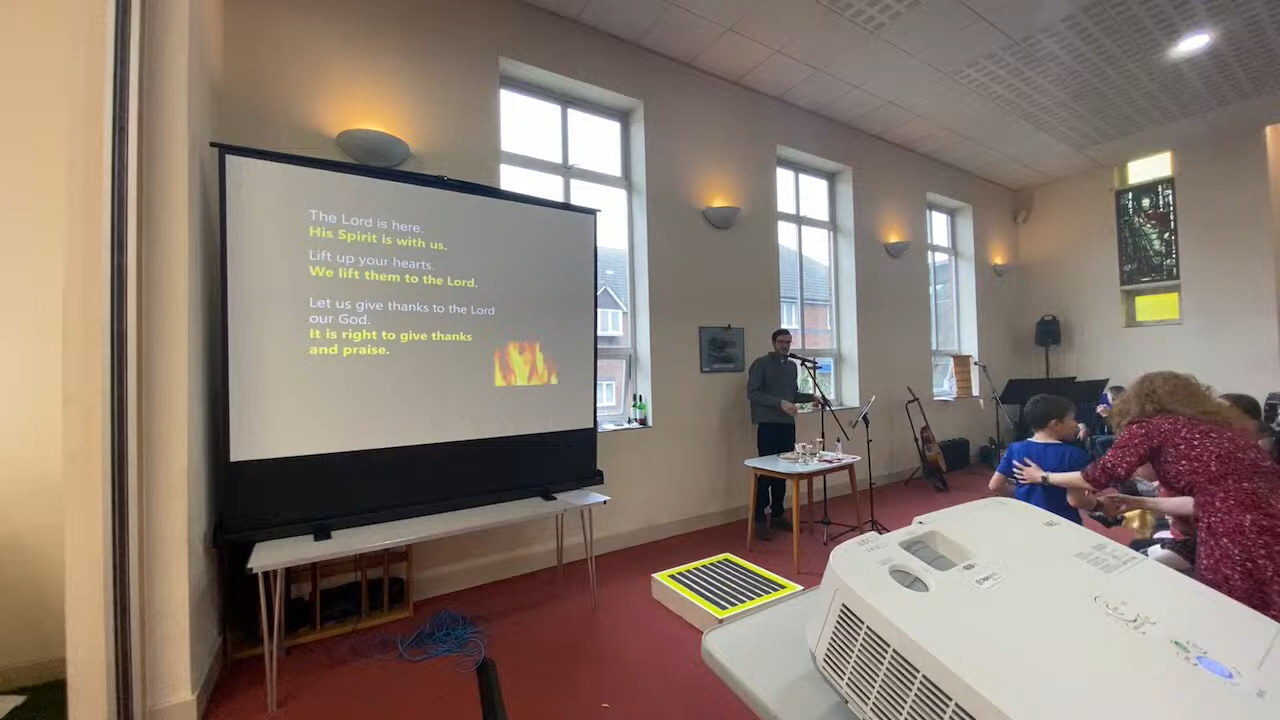 The Lord is here.
His Spirit is with us.
Lift up your hearts.
We lift them to the Lord.
Let us give thanks to the Lord
our God.
It is right to give thanks
and praise.